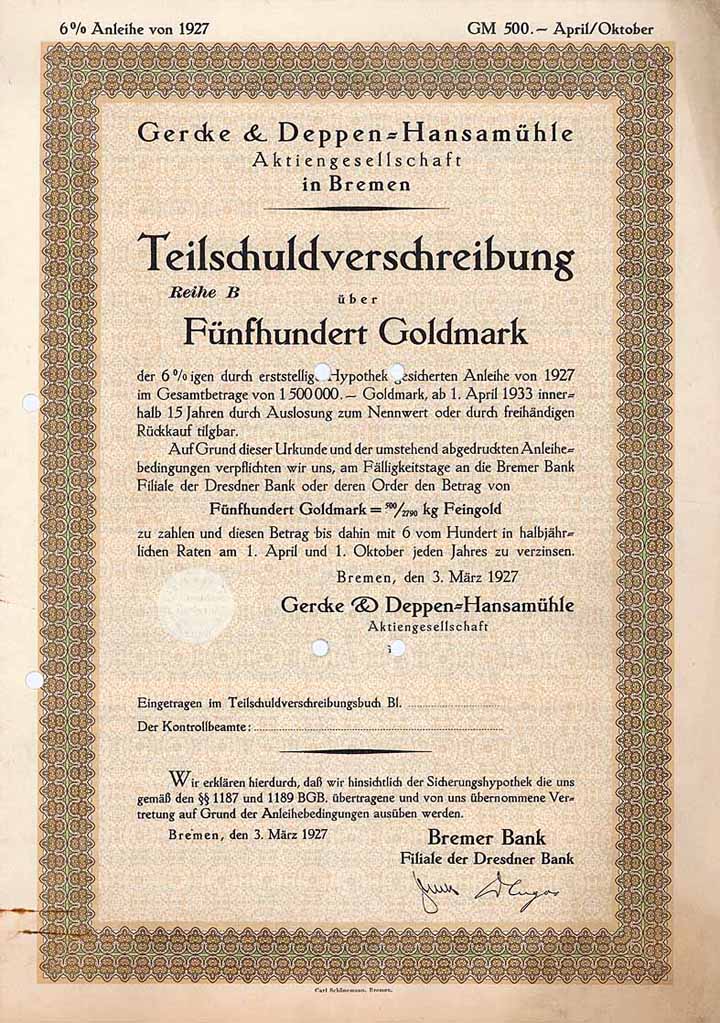 6% Anleihe von 1927 GM 500.— April/Oktober
Gercke & Deppen=Hansamühle
Aktiengesellschaft
in Bremen
Teilschuldverschreibung
Reihe B
über
Fünfhundert Goldmark
der 6%igen durch erststellige Hypothek gesicherten Anleihe von 1927
im Gesamtbetrage von 1 500 000.— Goldmark, ab 1. April 1933 inner=
halb 15 Jahren durch Auslosung zum Nennwert oder durch freihändigen
Rückkauf tilgbar.
Auf Grund dieser Urkunde und der umstehend abgedruckten Anleihe=
bedingungen verpflichten wir uns, am Fälligkeitstage an die Bremer Bank
Filiale der Dresdner Bank oder deren Order den Betrag von
Fünfhundert Goldmark = 500/2790 kg Feingold
zu zahlen und diesen Betrag bis dahin mit 6 vom Hundert in halbjähr=
lichen Raten am 1. April und 1. Oktober jeden Jahres zu verzinsen.
Bremen, den 3. März 1927
Gercke & Deppen=Hansamühle
Aktiengesellschaft
Eingetragen im Teilschuldverschreibungsbuch Bl.
Der Kontrollbeamte:
Wir erklären hierdurch, daß wir hinsichtlich der Sicherungshypothek die uns
gemäß den §§ 1187 und 1189 BGB. übertragene und von uns übernommene Ver=
tretung auf Grund der Anleihebedingungen ausüben werden.
Bremen, den 3. März 1927
Bremer Bank
Filiale der Dresdner Bank
Carl Schünemann, Bremen.